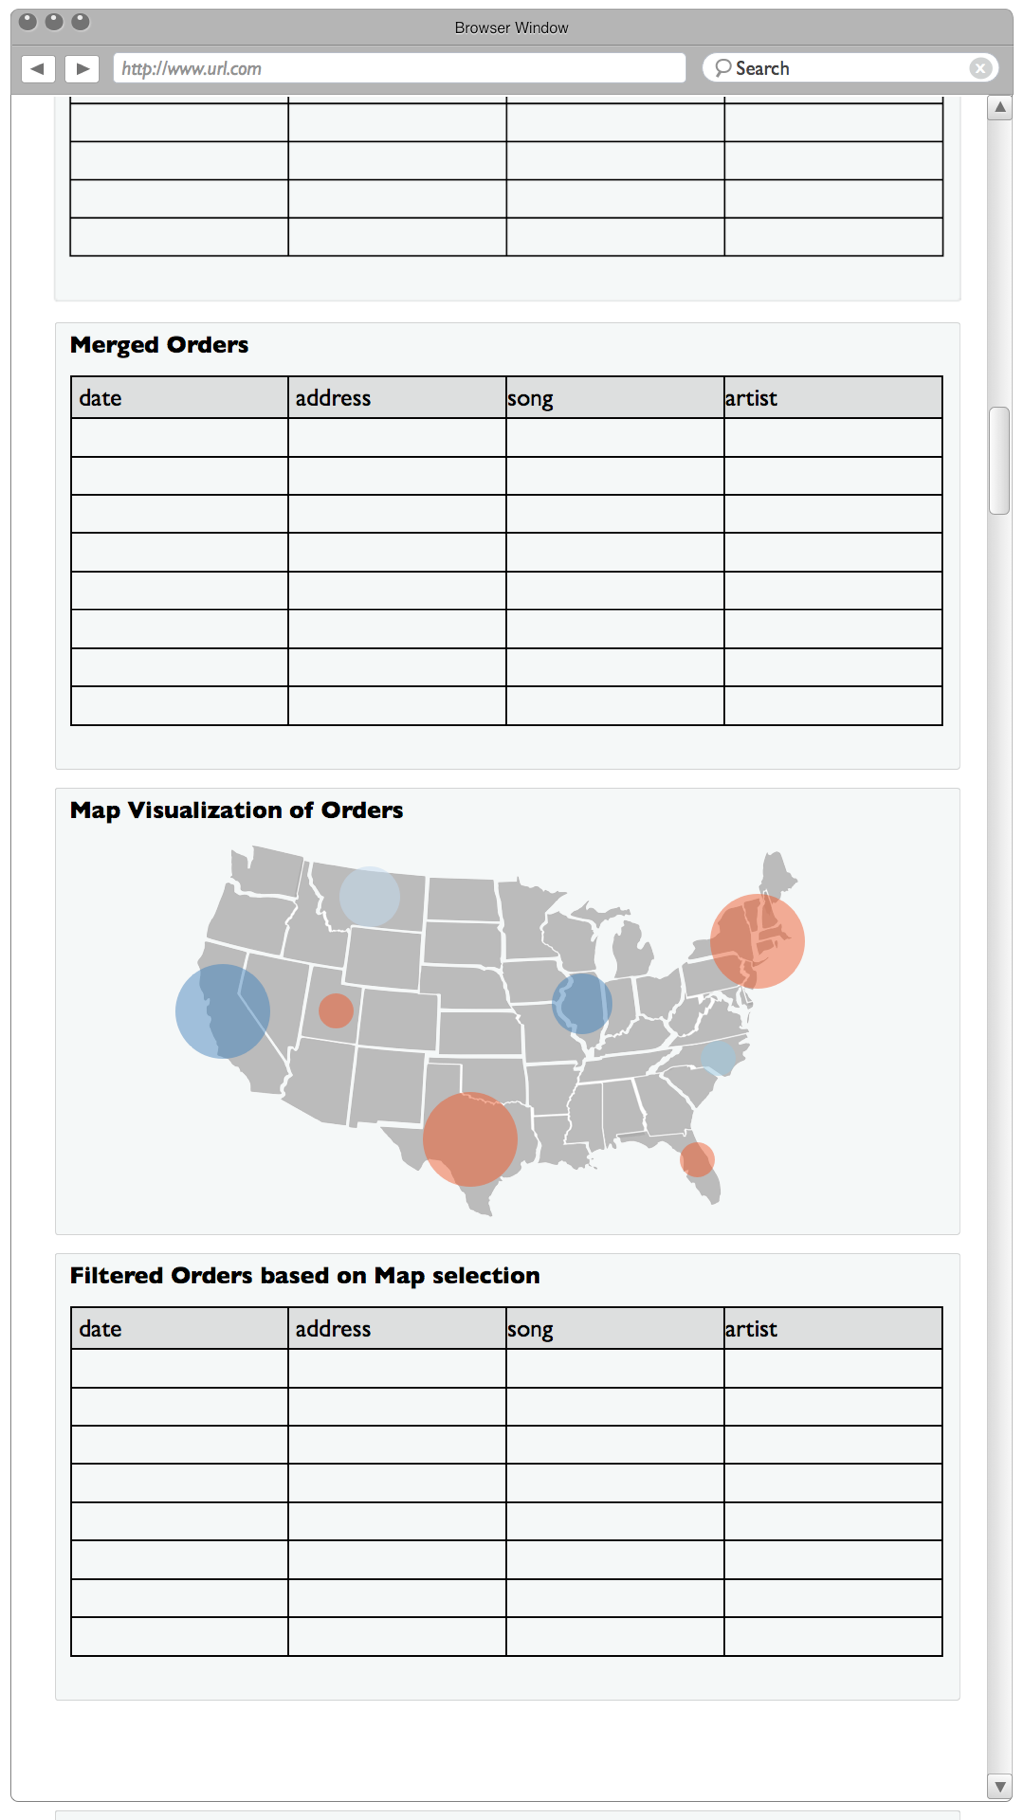 Browser Window
http://www.url.com
Search
Merged Orders
date address song artist
Map Visualization of Orders
Filtered Orders based on Map selection
date address song artist